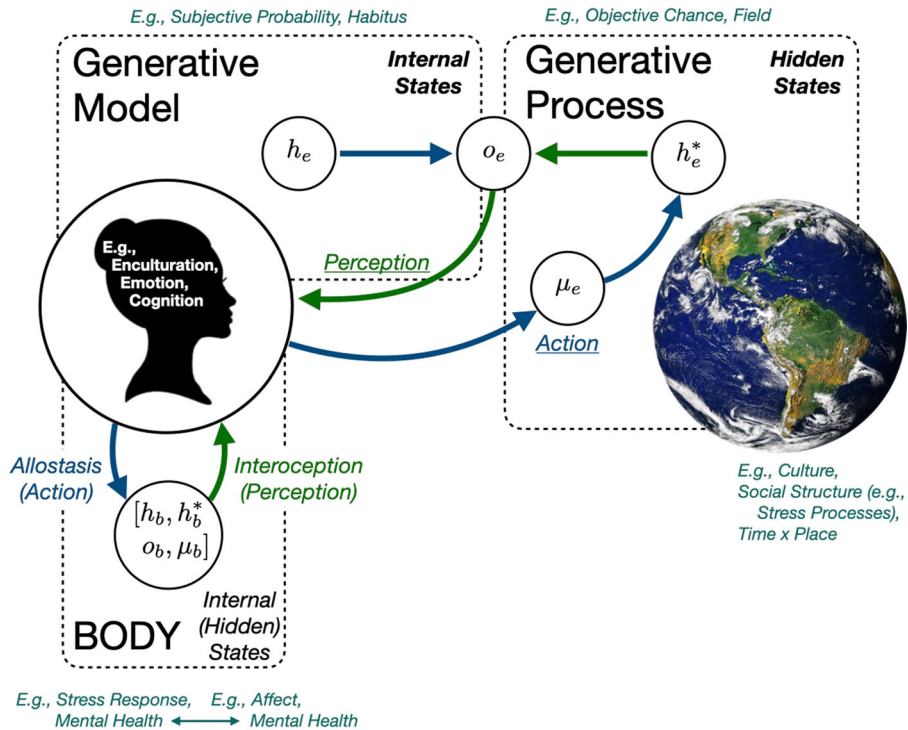 E.g., Subjective Probability, Habitus
E.g., Objective Chance, Field
Generative
Model
Internal
States
Generative
Process
Hidden
States
h_e
o_e
h_e^*
E.g.,
Enculturation,
Emotion,
Cognition
Perception
μ_e
Action
Allostasis
(Action)
Interoception
(Perception)
[h_b, h_b^*
o_b, μ_b]
Internal
(Hidden)
States
BODY
E.g., Culture,
Social Structure (e.g.,
Stress Processes),
Time x Place
E.g., Stress Response,
Mental Health
E.g., Affect,
Mental Health